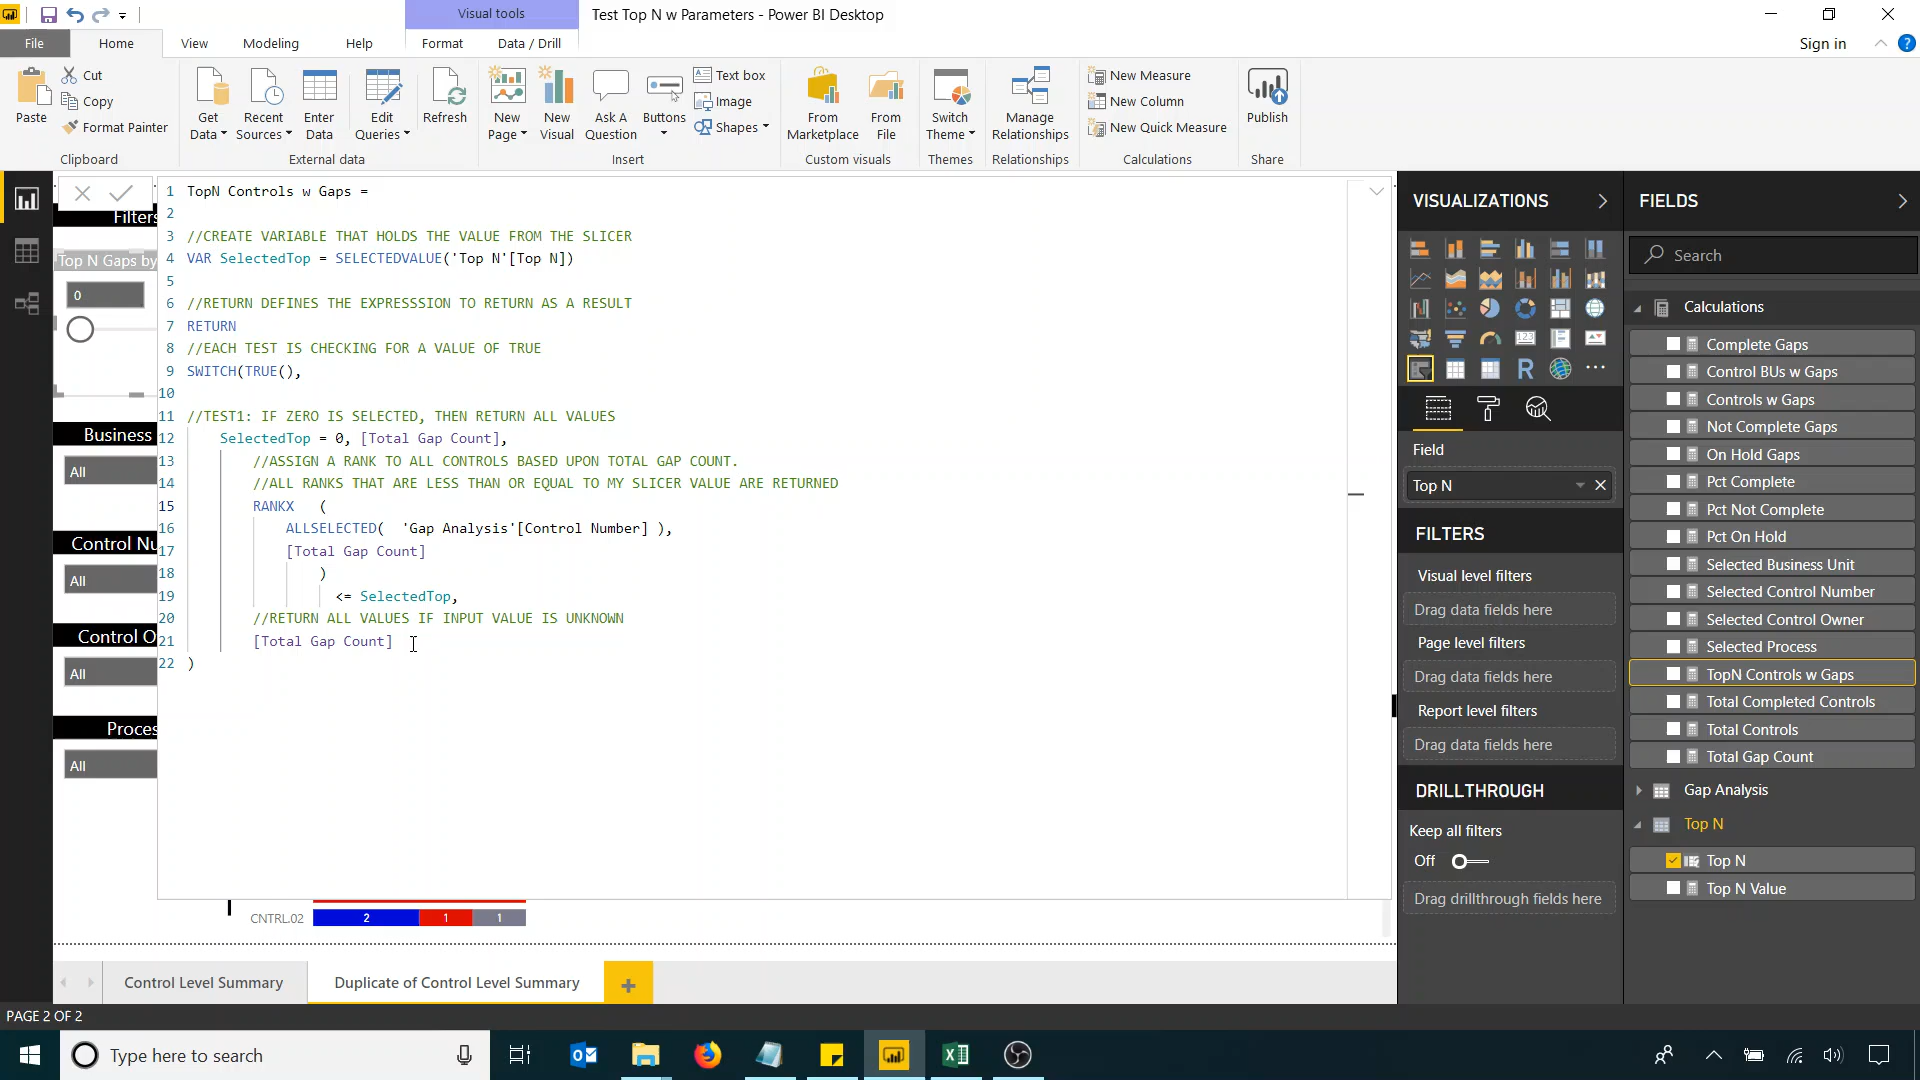 Visual tools
Test Top N w Parameters - Power BI Desktop
File
Home
View
Modeling
Help
Format
Data / Drill
Sign in
?
Paste
Cut
Copy
Format Painter
Clipboard
Get Data
Recent Sources
Enter Data
Edit Queries
Refresh
External data
New Page
New Visual
Ask A Question
Buttons
Text box
Image
Shapes
Insert
From Marketplace
From File
Custom visuals
Switch Theme
Themes
Manage Relationships
Relationships
New Measure
New Column
New Quick Measure
Calculations
Publish
Share
Filters
Top N Gaps by
0
Business
All
Control Nu
All
Control O
All
Proces
All
1 TopN Controls w Gaps =
2
3 //CREATE VARIABLE THAT HOLDS THE VALUE FROM THE SLICER
4 VAR SelectedTop = SELECTEDVALUE('Top N'[Top N])
5
6 //RETURN DEFINES THE EXPRESSSION TO RETURN AS A RESULT
7 RETURN
8 //EACH TEST IS CHECKING FOR A VALUE OF TRUE
9 SWITCH(TRUE(),
10
11 //TEST1: IF ZERO IS SELECTED, THEN RETURN ALL VALUES
12 SelectedTop = 0, [Total Gap Count],
13 //ASSIGN A RANK TO ALL CONTROLS BASED UPON TOTAL GAP COUNT.
14 //ALL RANKS THAT ARE LESS THAN OR EQUAL TO MY SLICER VALUE ARE RETURNED
15 RANKX (
16 ALLSELECTED( 'Gap Analysis'[Control Number] ),
17 [Total Gap Count]
18 )
19 <= SelectedTop,
20 //RETURN ALL VALUES IF INPUT VALUE IS UNKNOWN
21 [Total Gap Count]
22 )
CNTRL.02 2 1 1
VISUALIZATIONS
123
R
Field
Top N
FILTERS
Visual level filters
Drag data fields here
Page level filters
Drag data fields here
Report level filters
Drag data fields here
DRILLTHROUGH
Keep all filters
Off
Drag drillthrough fields here
FIELDS
Search
Calculations
Complete Gaps
Control BUs w Gaps
Controls w Gaps
Not Complete Gaps
On Hold Gaps
Pct Complete
Pct Not Complete
Pct On Hold
Selected Business Unit
Selected Control Number
Selected Control Owner
Selected Process
TopN Controls w Gaps
Total Completed Controls
Total Controls
Total Gap Count
Gap Analysis
Top N
Top N
Top N Value
Control Level Summary
Duplicate of Control Level Summary
PAGE 2 OF 2
Type here to search